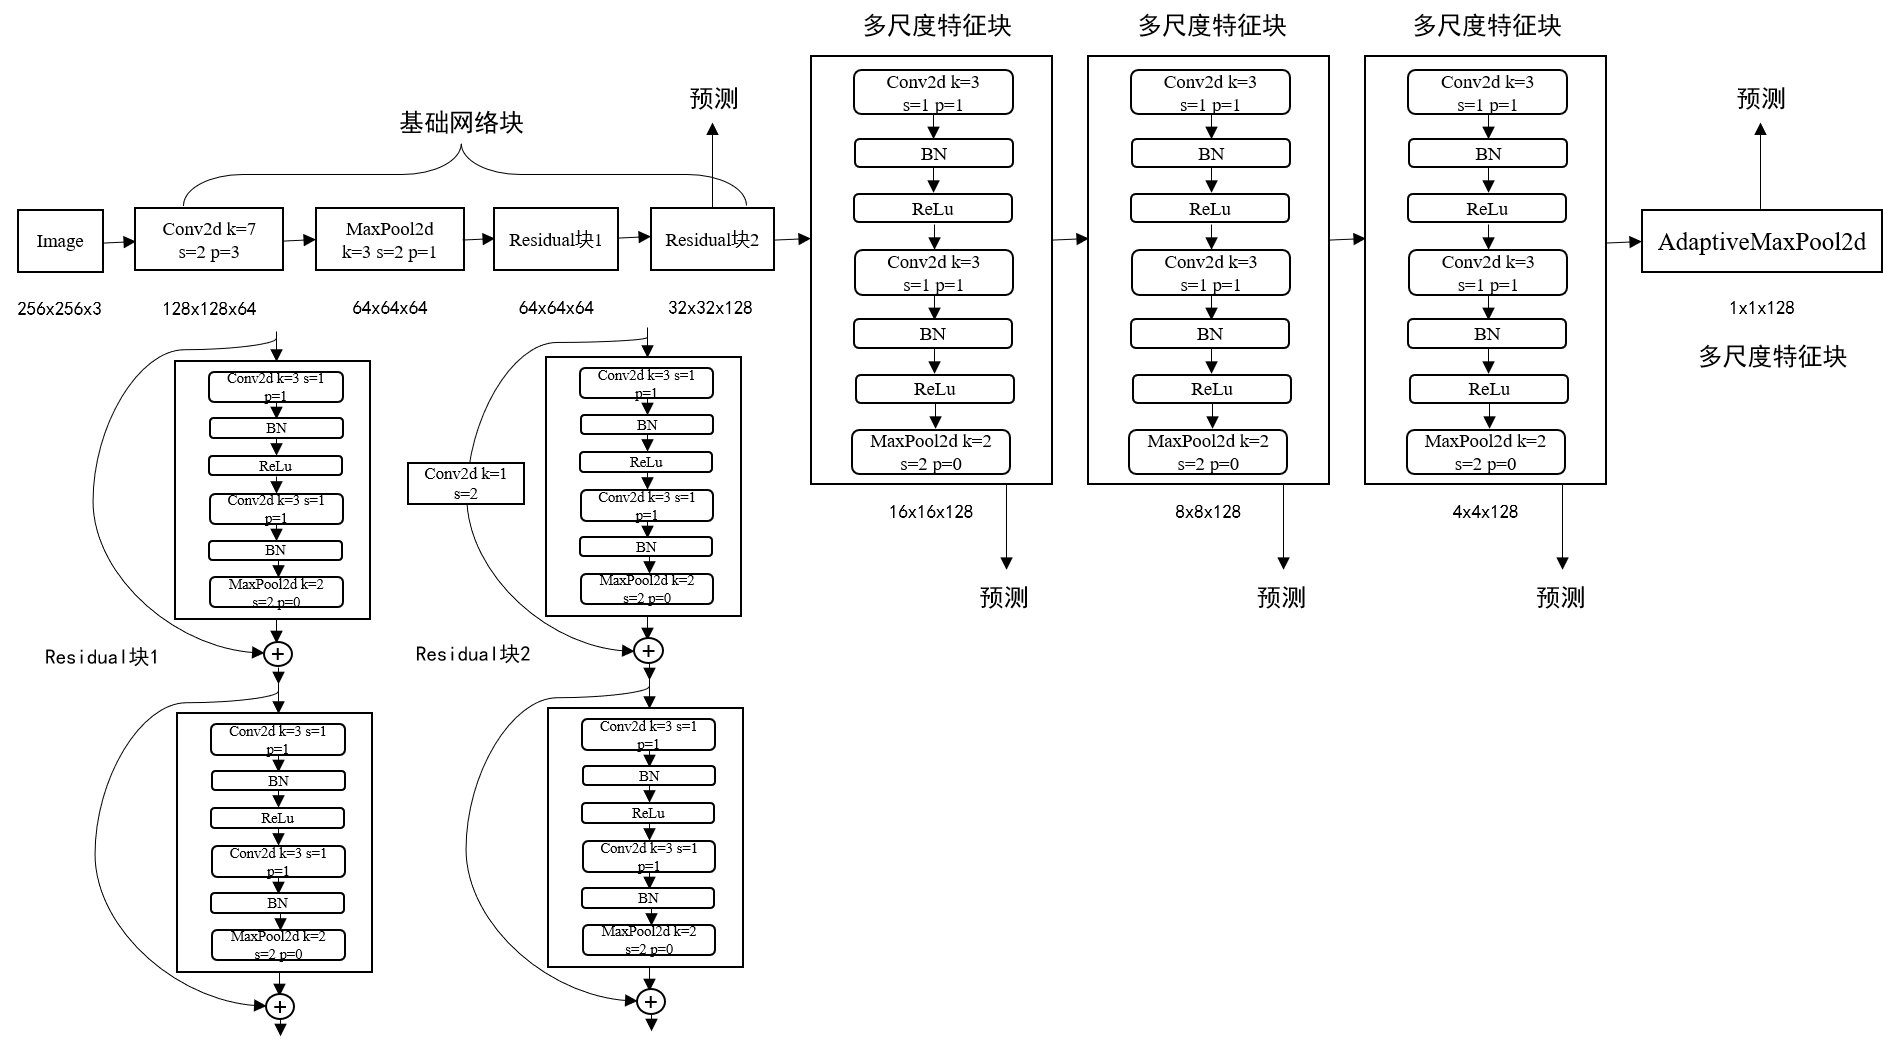 多尺度特征块
多尺度特征块
多尺度特征块
预测
预测
基础网络块
Image
Conv2d k=7
s=2 p=3
MaxPool2d
k=3 s=2 p=1
Residual块1
Residual块2
256x256x3
128x128x64
64x64x64
64x64x64
32x32x128
Conv2d k=3
s=1 p=1
BN
ReLu
Conv2d k=3
s=1 p=1
BN
ReLu
MaxPool2d k=2
s=2 p=0
16x16x128
预测
Conv2d k=3
s=1 p=1
BN
ReLu
Conv2d k=3
s=1 p=1
BN
ReLu
MaxPool2d k=2
s=2 p=0
8x8x128
预测
Conv2d k=3
s=1 p=1
BN
ReLu
Conv2d k=3
s=1 p=1
BN
ReLu
MaxPool2d k=2
s=2 p=0
4x4x128
预测
AdaptiveMaxPool2d
1x1x128
多尺度特征块
Conv2d k=3 s=1
p=1
BN
ReLu
Conv2d k=3 s=1
p=1
BN
MaxPool2d k=2
s=2 p=0
+
Residual块1
Conv2d k=3 s=1
p=1
BN
ReLu
Conv2d k=3 s=1
p=1
BN
MaxPool2d k=2
s=2 p=0
+
Conv2d k=1
s=2
Conv2d k=3 s=1
p=1
BN
ReLu
Conv2d k=3 s=1
p=1
BN
MaxPool2d k=2
s=2 p=0
+
Residual块2
Conv2d k=3 s=1
p=1
BN
ReLu
Conv2d k=3 s=1
p=1
BN
MaxPool2d k=2
s=2 p=0
+